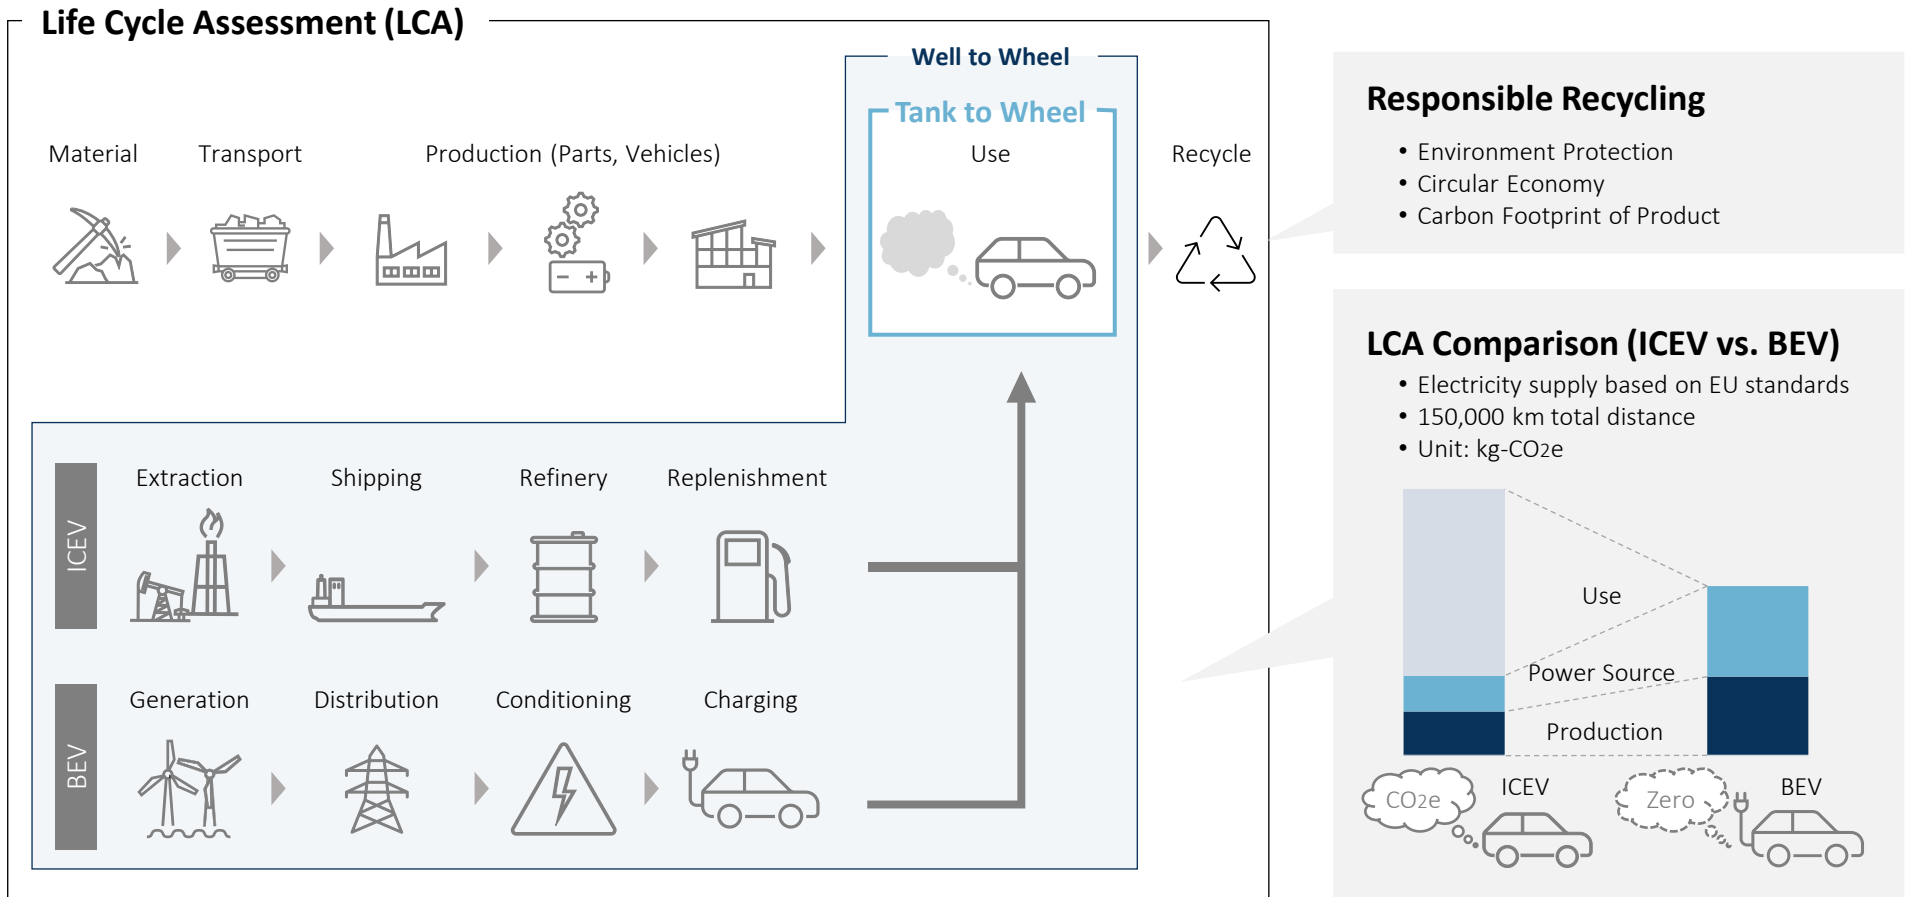 Life Cycle Assessment (LCA)
Well to Wheel
Tank to Wheel
Material
Transport
Production (Parts, Vehicles)
Use
Recycle
ICEV
Extraction
Shipping
Refinery
Replenishment
BEV
Generation
Distribution
Conditioning
Charging
Responsible Recycling
• Environment Protection
• Circular Economy
• Carbon Footprint of Product
LCA Comparison (ICEV vs. BEV)
• Electricity supply based on EU standards
• 150,000 km total distance
• Unit: kg-CO2e
Use
Power Source
Production
CO2e
ICEV
Zero
BEV